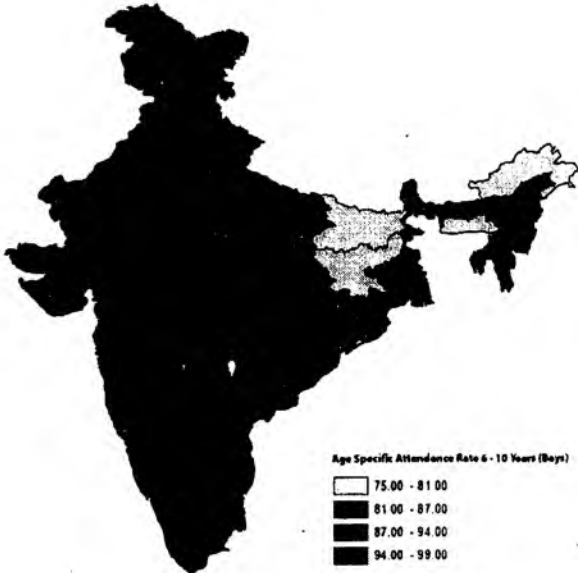 Age Specific Attendance Rate 6 - 10 Years (Boys)
75.00 - 81.00
81.00 - 87.00
87.00 - 94.00
94.00 - 99.00